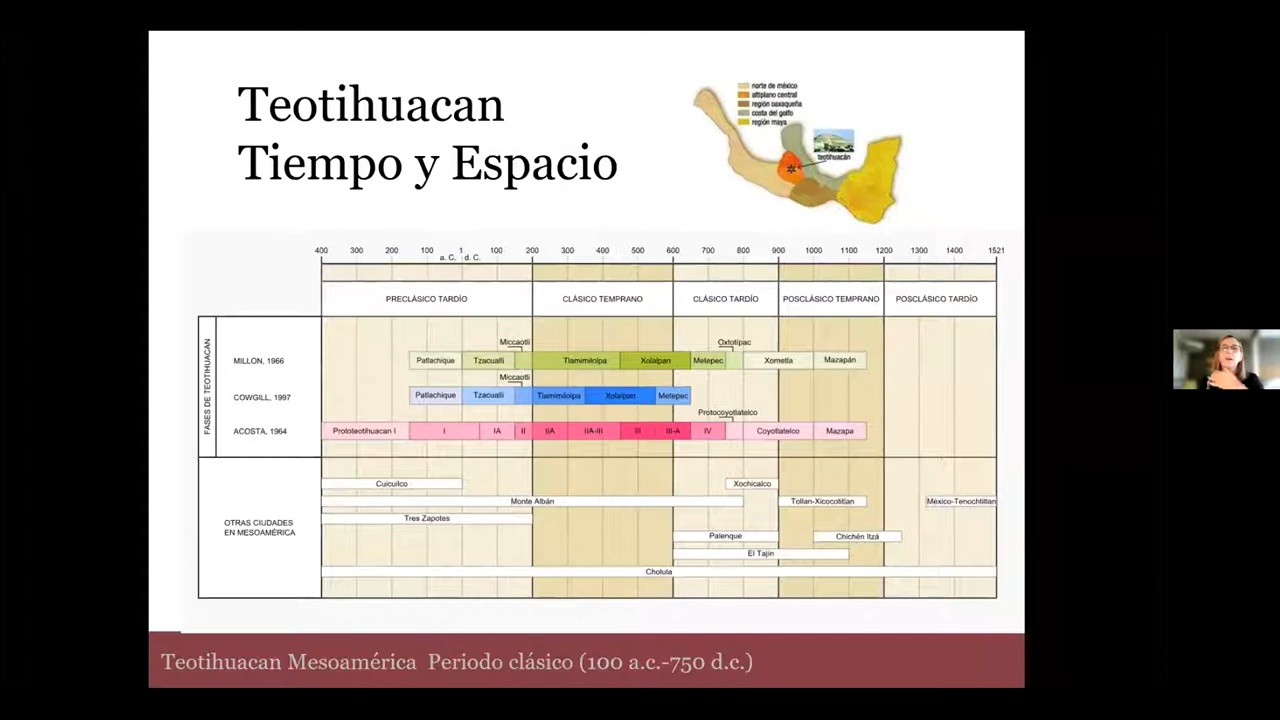 Teotihuacan
Tiempo y Espacio
norte de méxico
altiplano central
región oaxaqueña
costa del golfo
región maya
teotihuacán
400 300 200 100 1 100 200 300 400 500 600 700 800 900 1000 1100 1200 1300 1400 1521
a. C. d. C.
PRECLÁSICO TARDÍO CLÁSICO TEMPRANO CLÁSICO TARDÍO POSCLÁSICO TEMPRANO POSCLÁSICO TARDÍO
FASES DE TEOTIHUACAN
Miccaotli Oxtotipac
MILLON, 1966 Patlachique Tzacualli Tlamimilolpa Xolalpan Metepec Xometla Mazapán
Miccaotli
COWGILL, 1997 Patlachique Tzacualli Tlamimilolpa Xolalpan Metepec
Protocoyotlatelco
ACOSTA, 1964 Prototeotihuacan I I IA II IIA IIA-III III III-A IV Coyotlatelco Mazapa
OTRAS CIUDADES
EN MESOAMÉRICA
Cuicuilco Xochicalco
Monte Albán Tollan-Xicocotitlan México-Tenochtitlan
Tres Zapotes
Palenque Chichén Itzá
El Tajín
Cholula
Teotihuacan Mesoamérica Periodo clásico (100 a.c.-750 d.c.)